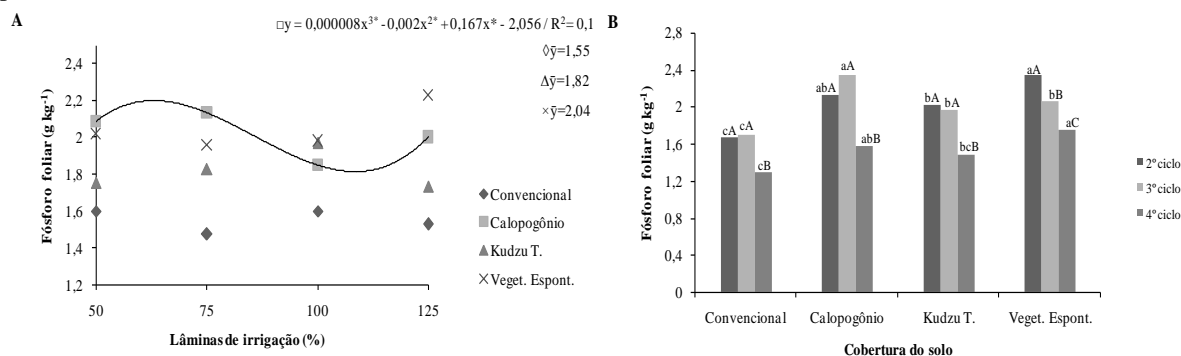 A
□y = 0,000008x³* - 0,002x²* + 0,167x* - 2,056 / R² = 0,1
◊ȳ=1,55
Δȳ=1,82
×ȳ=2,04
Fósforo foliar (g kg⁻¹)
2,4
2,2
2
1,8
1,6
1,4
1,2
50
75
100
125
Lâminas de irrigação (%)
Convencional
Calopogônio
Kudzu T.
Veget. Espont.
B
Fósforo foliar (g kg⁻¹)
2,8
2,4
2
1,6
1,2
0,8
0,4
0
cA
cA
cB
abA
aA
abB
bA
bA
bcB
aA
bB
aC
Convencional
Calopogônio
Kudzu T.
Veget. Espont.
Cobertura do solo
2º ciclo
3º ciclo
4º ciclo